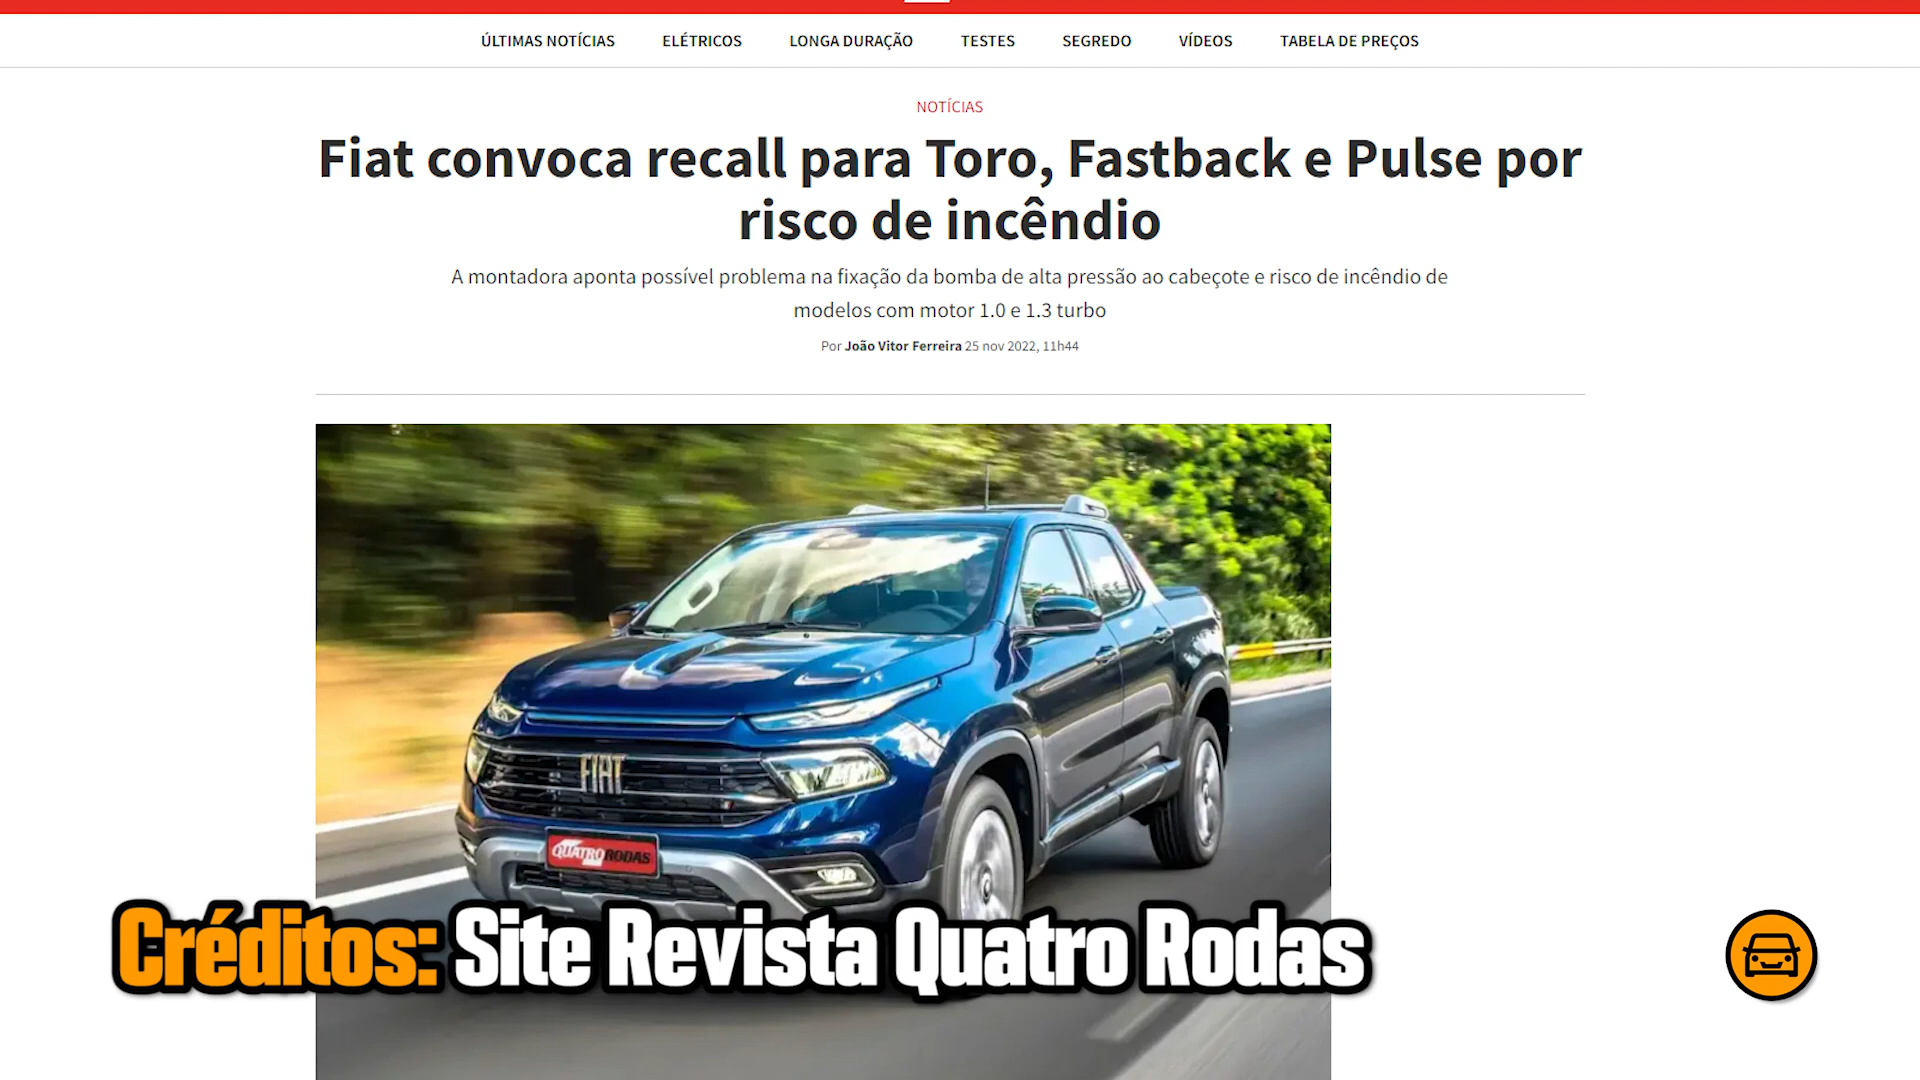 ÚLTIMAS NOTÍCIAS ELÉTRICOS LONGA DURAÇÃO TESTES SEGREDO VÍDEOS TABELA DE PREÇOS
NOTÍCIAS
Fiat convoca recall para Toro, Fastback e Pulse por
risco de incêndio
A montadora aponta possível problema na fixação da bomba de alta pressão ao cabeçote e risco de incêndio de
modelos com motor 1.0 e 1.3 turbo
Por João Vitor Ferreira 25 nov 2022, 11h44
FIAT
QUATRO RODAS
Créditos: Site Revista Quatro Rodas